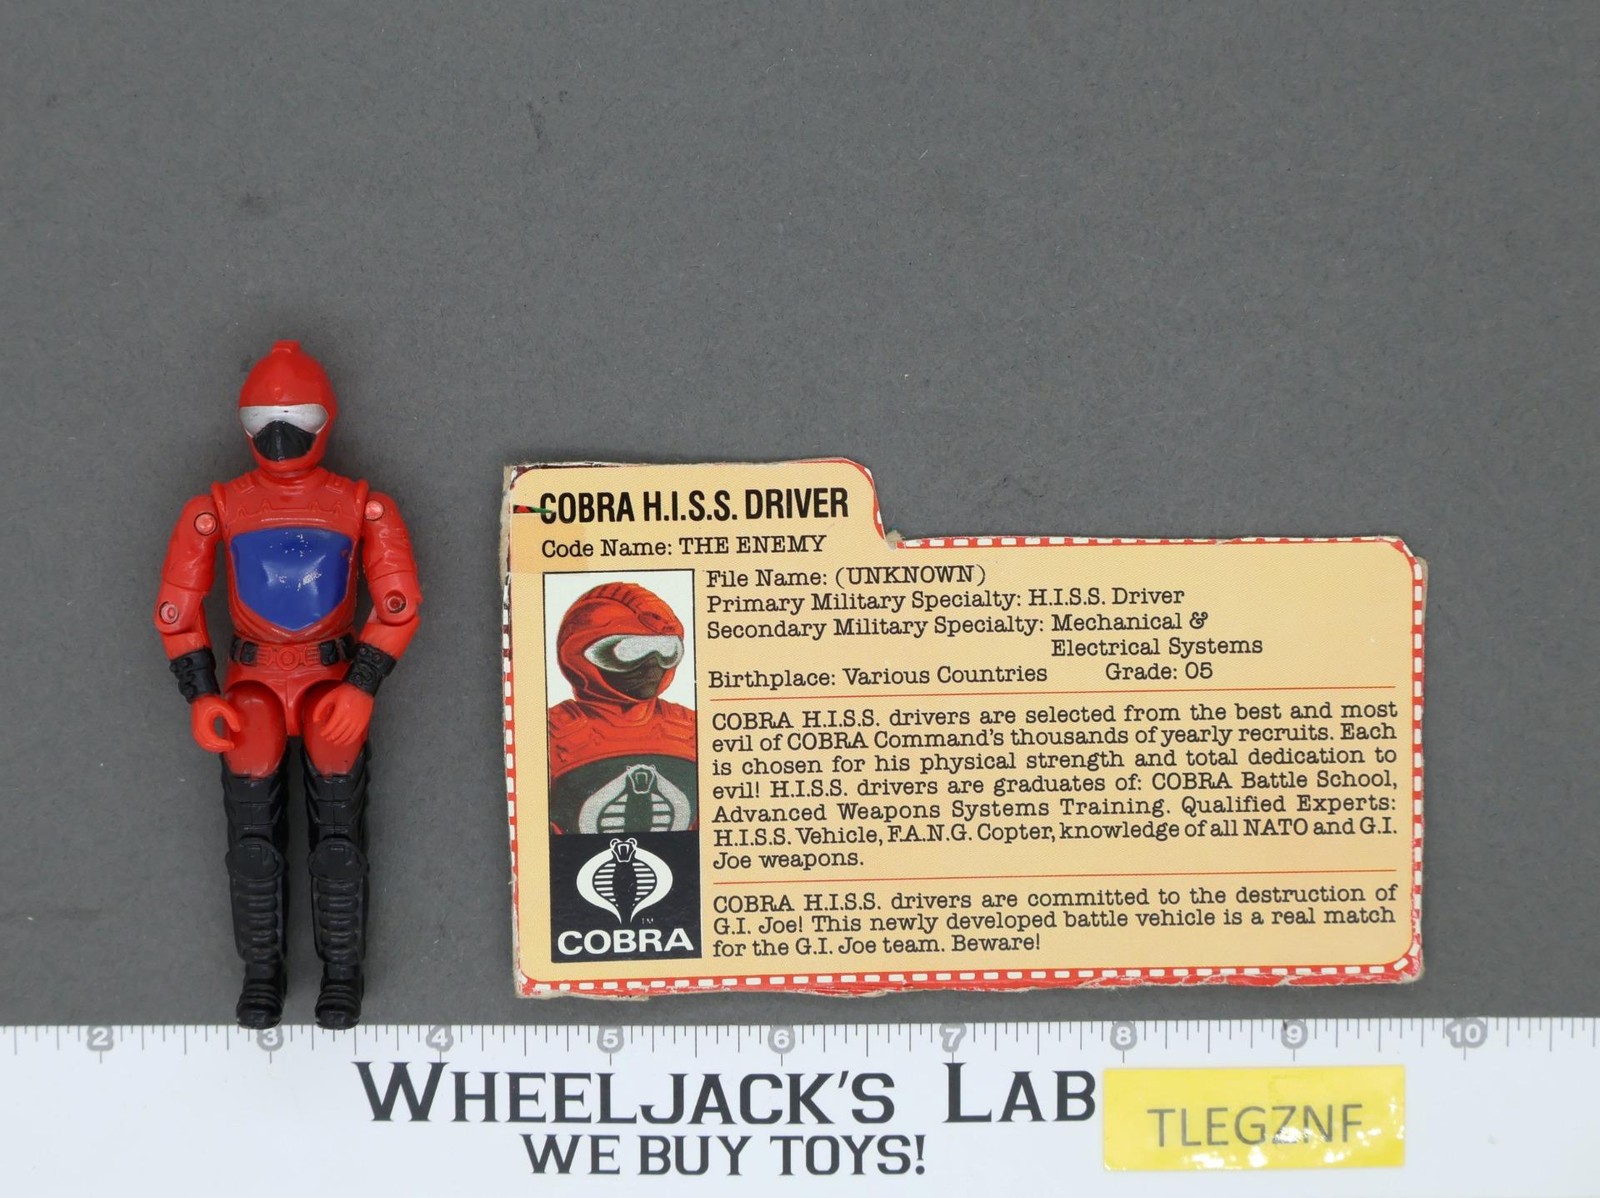 COBRA H.I.S.S. DRIVER
Code Name: THE ENEMY
File Name: (UNKNOWN)
Primary Military Specialty: H.I.S.S. Driver
Secondary Military Specialty: Mechanical &
Electrical Systems
Birthplace: Various Countries Grade: O5
COBRA H.I.S.S. drivers are selected from the best and most
evil of COBRA Command's thousands of yearly recruits. Each
is chosen for his physical strength and total dedication to
evil! H.I.S.S. drivers are graduates of: COBRA Battle School,
Advanced Weapons Systems Training. Qualified Experts:
H.I.S.S. Vehicle, F.A.N.G. Copter, knowledge of all NATO and G.I.
Joe weapons.
COBRA H.I.S.S. drivers are committed to the destruction of
G.I. Joe! This newly developed battle vehicle is a real match
for the G.I. Joe team. Beware!
TM
COBRA
2 3 4 5 6 7 8 9 10
WHEELJACK'S LAB
WE BUY TOYS!
TLEGZNF